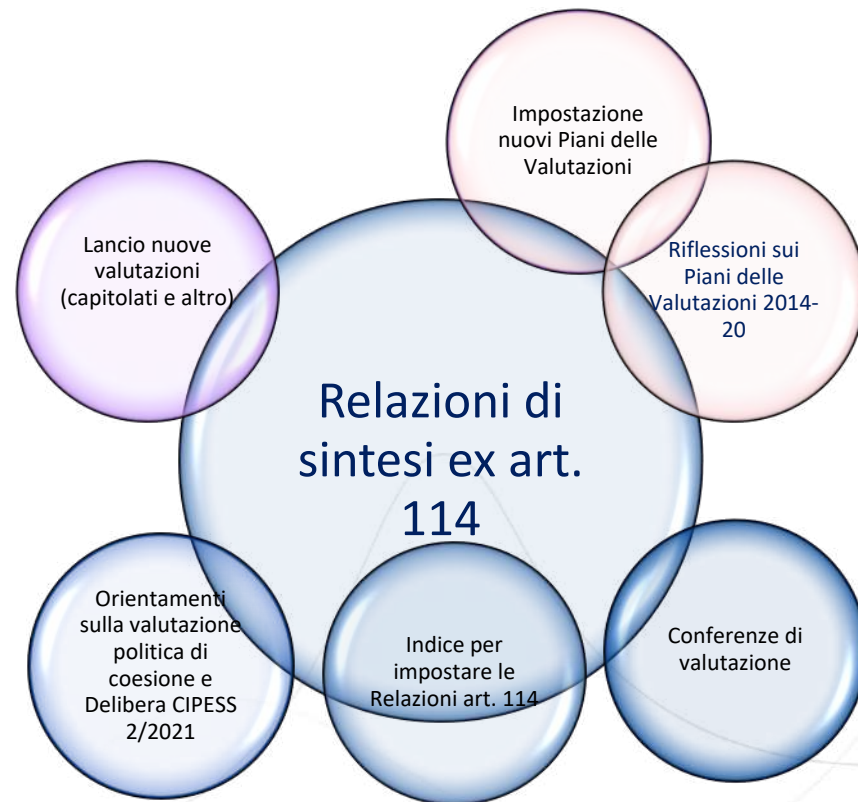 Impostazione
nuovi Piani delle
Valutazioni
Lancio nuove
valutazioni
(capitolati e altro)
Riflessioni sui
Piani delle
Valutazioni 2014-
20
Relazioni di
sintesi ex art.
114
Orientamenti
sulla valutazione
politica di
coesione e
Delibera CIPESS
2/2021
Indice per
impostare le
Relazioni art. 114
Conferenze di
valutazione